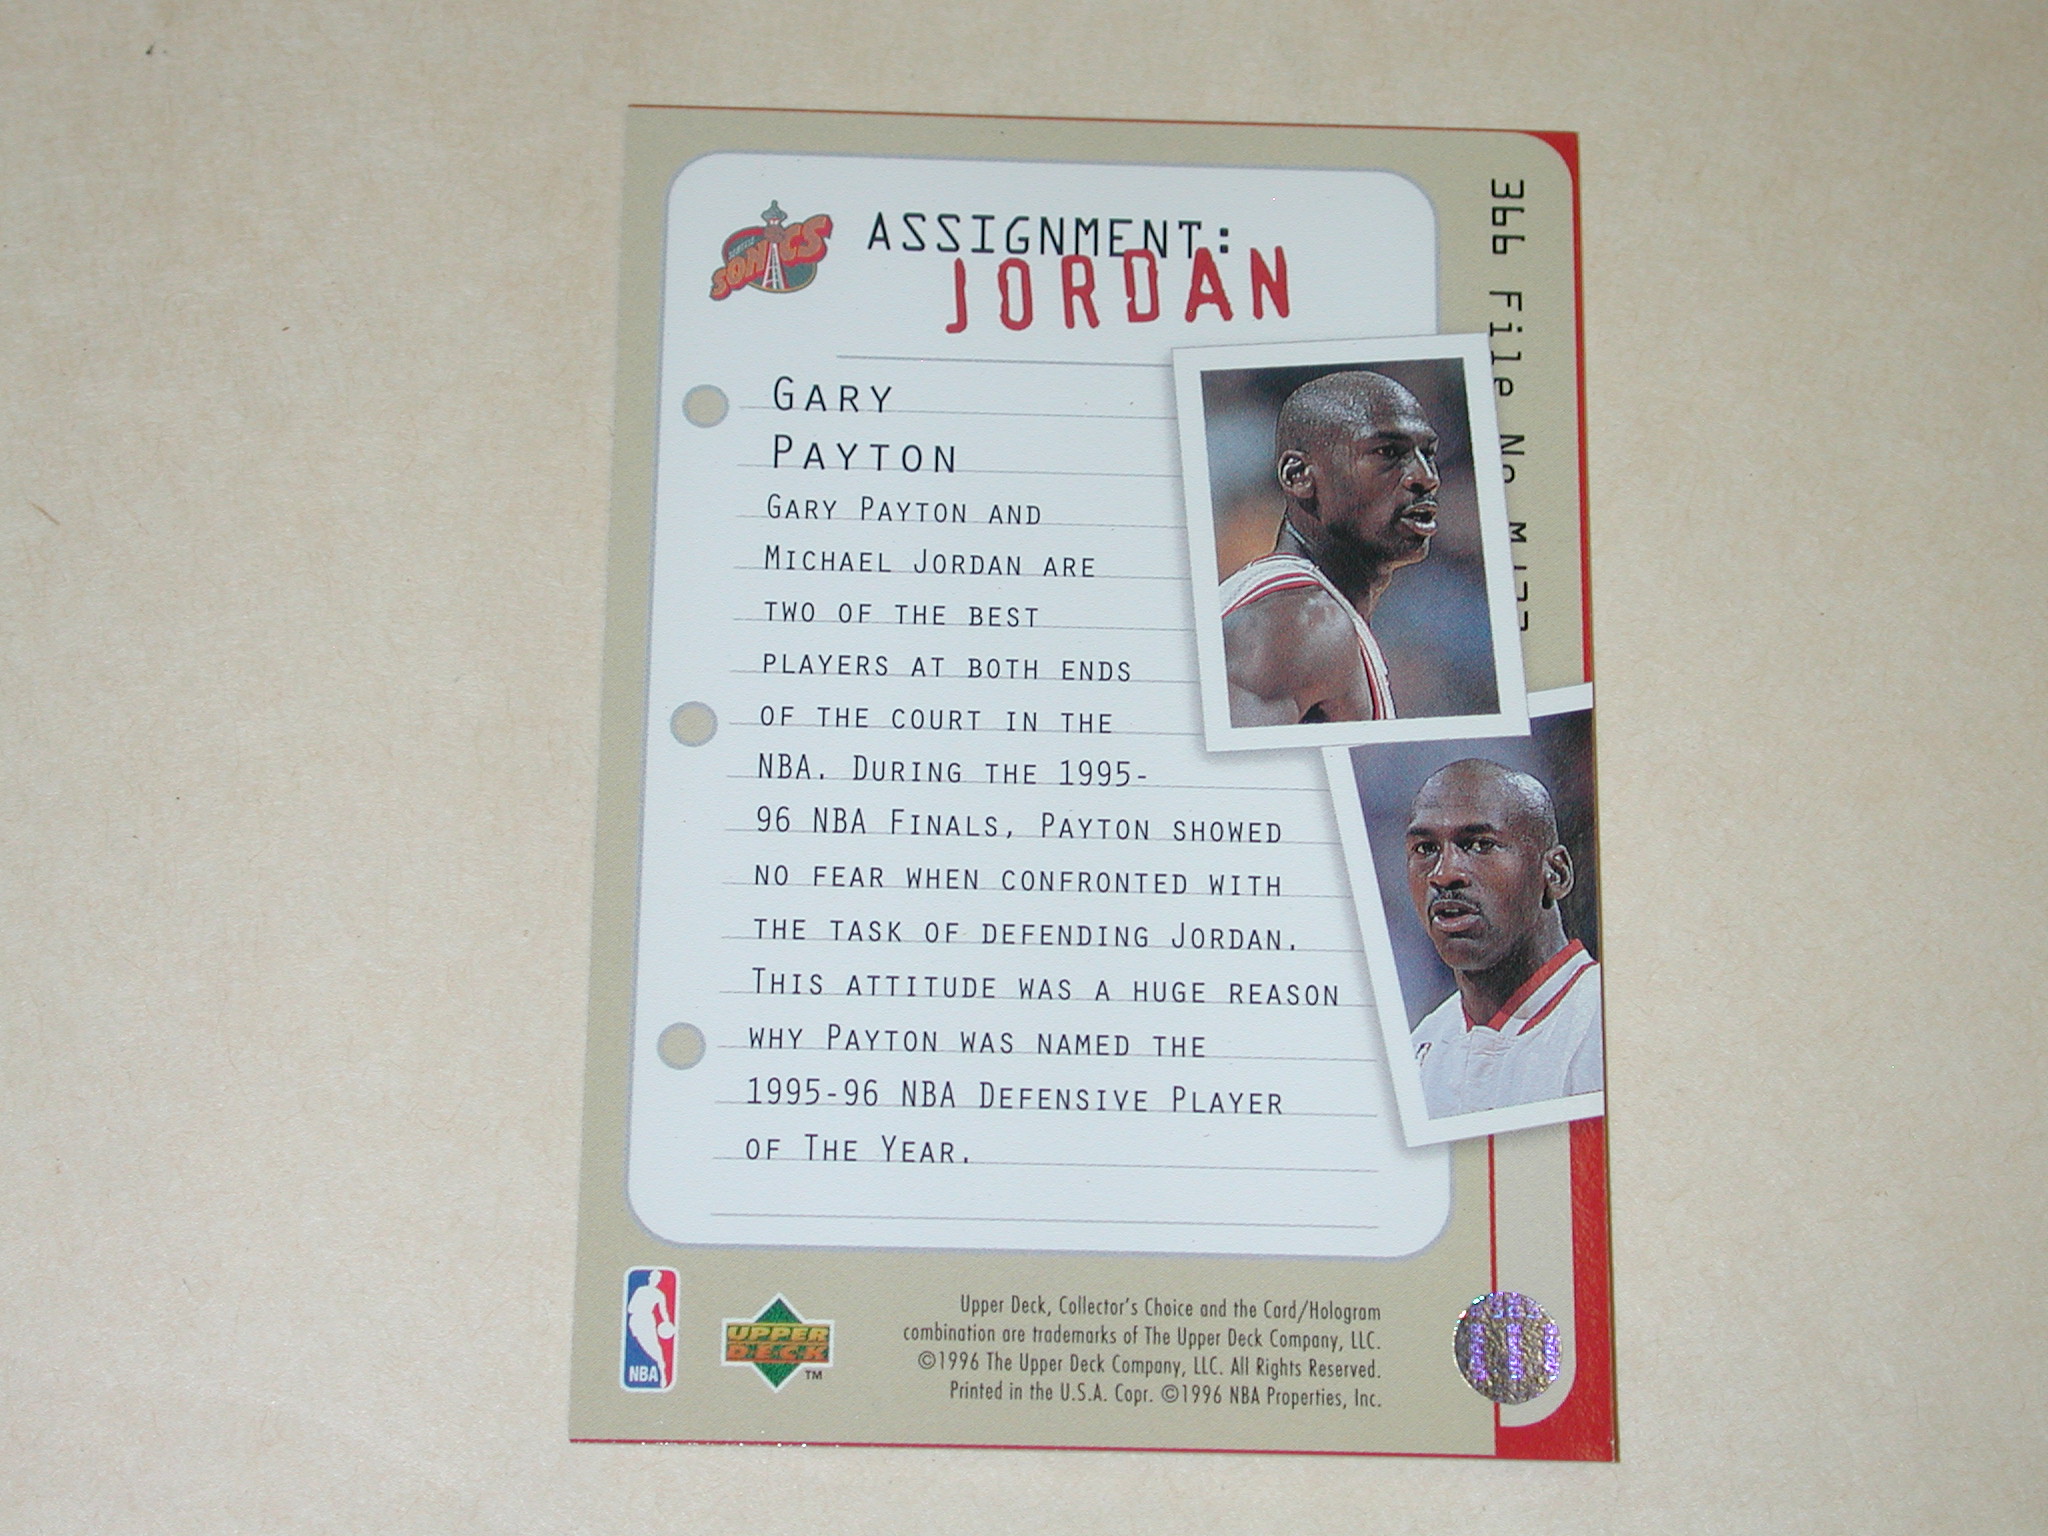 SEATTLE
SONICS
ASSIGNMENT:
JORDAN
GARY
PAYTON
GARY PAYTON AND
MICHAEL JORDAN ARE
TWO OF THE BEST
PLAYERS AT BOTH ENDS
OF THE COURT IN THE
NBA. DURING THE 1995-
96 NBA FINALS, PAYTON SHOWED
NO FEAR WHEN CONFRONTED WITH
THE TASK OF DEFENDING JORDAN.
THIS ATTITUDE WAS A HUGE REASON
WHY PAYTON WAS NAMED THE
1995-96 NBA DEFENSIVE PLAYER
OF THE YEAR.
366 File No
NBA
UPPER
DECK
TM
Upper Deck, Collector's Choice and the Card/Hologram
combination are trademarks of The Upper Deck Company, LLC.
©1996 The Upper Deck Company, LLC. All Rights Reserved.
Printed in the U.S.A. Copr. ©1996 NBA Properties, Inc.